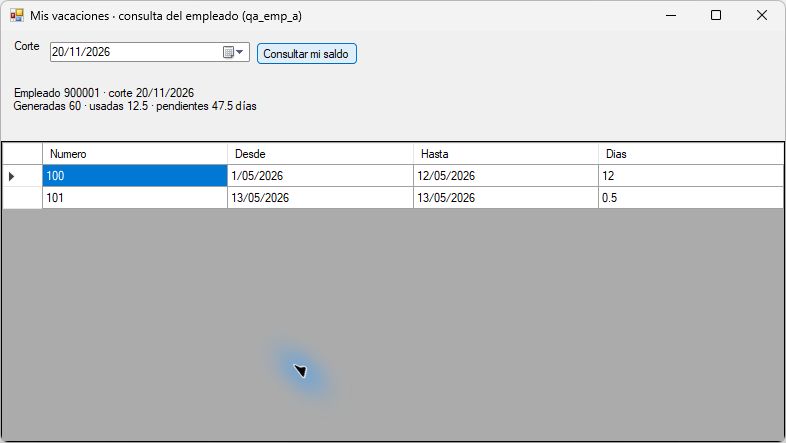 Mis vacaciones · consulta del empleado (qa_emp_a)
Corte 20/11/2026 Consultar mi saldo
Empleado 900001 · corte 20/11/2026
Generadas 60 · usadas 12.5 · pendientes 47.5 días
Numero Desde Hasta Dias
100 1/05/2026 12/05/2026 12
101 13/05/2026 13/05/2026 0.5